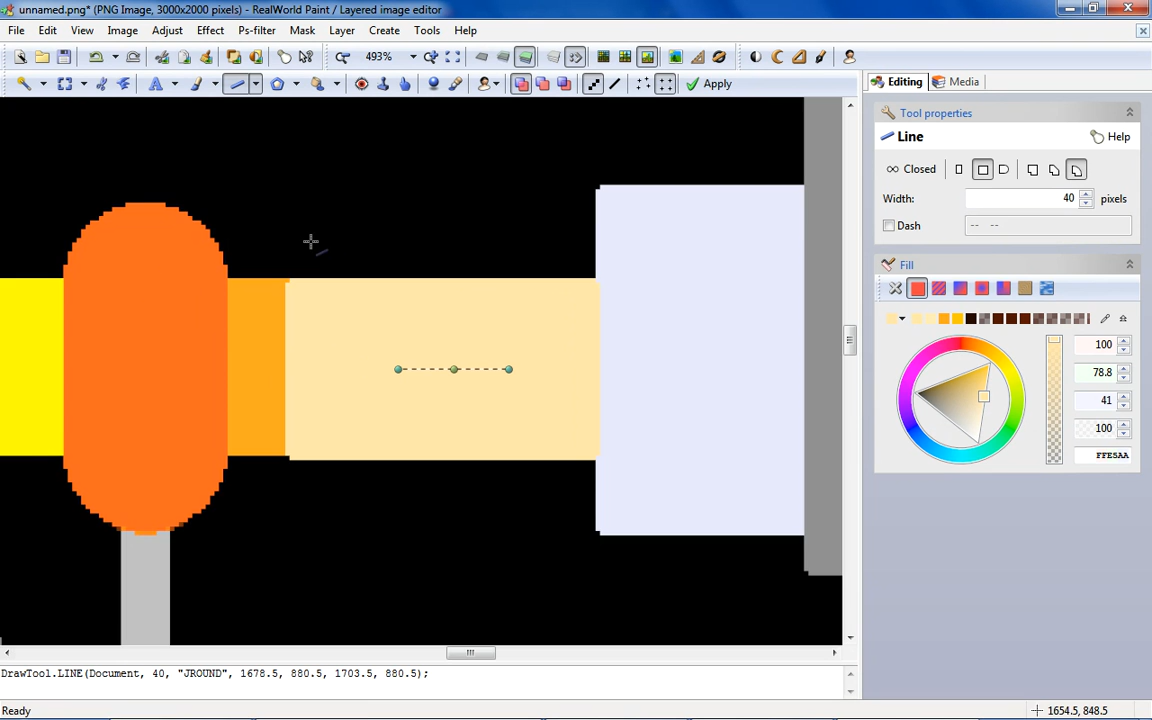 unnamed.png* (PNG Image, 3000x2000 pixels) - RealWorld Paint / Layered image editor
File Edit View Image Adjust Effect Ps-filter Mask Layer Create Tools Help
493%
Apply
Editing Media
Tool properties
Line Help
Closed
Width: 40 pixels
Dash -- --
Fill
100
78.8
41
100
FFE5AA
DrawTool.LINE(Document, 40, "JROUND", 1678.5, 880.5, 1703.5, 880.5);
Ready 1654.5, 848.5